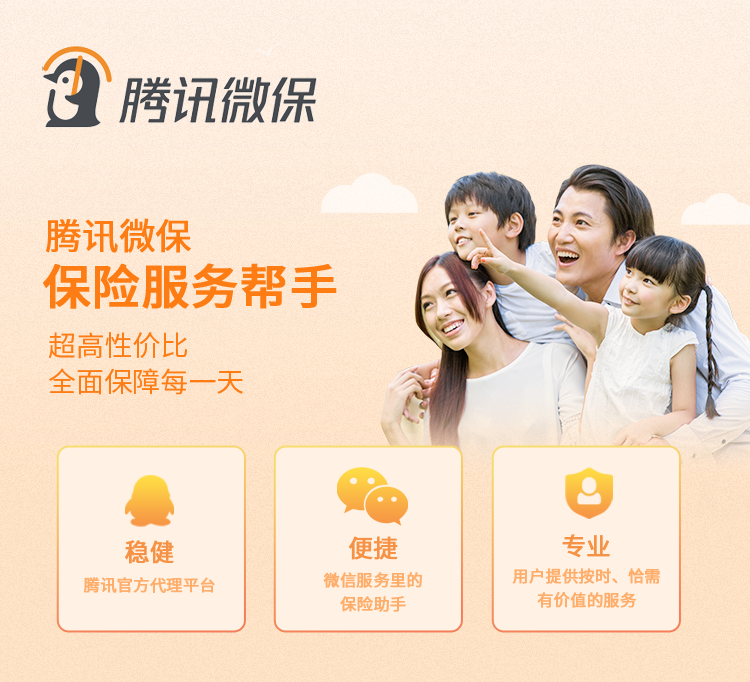 腾讯微保
腾讯微保
保险服务帮手
超高性价比
全面保障每一天
稳健
腾讯官方代理平台
便捷
微信服务里的
保险助手
专业
用户提供按时、恰需
有价值的服务